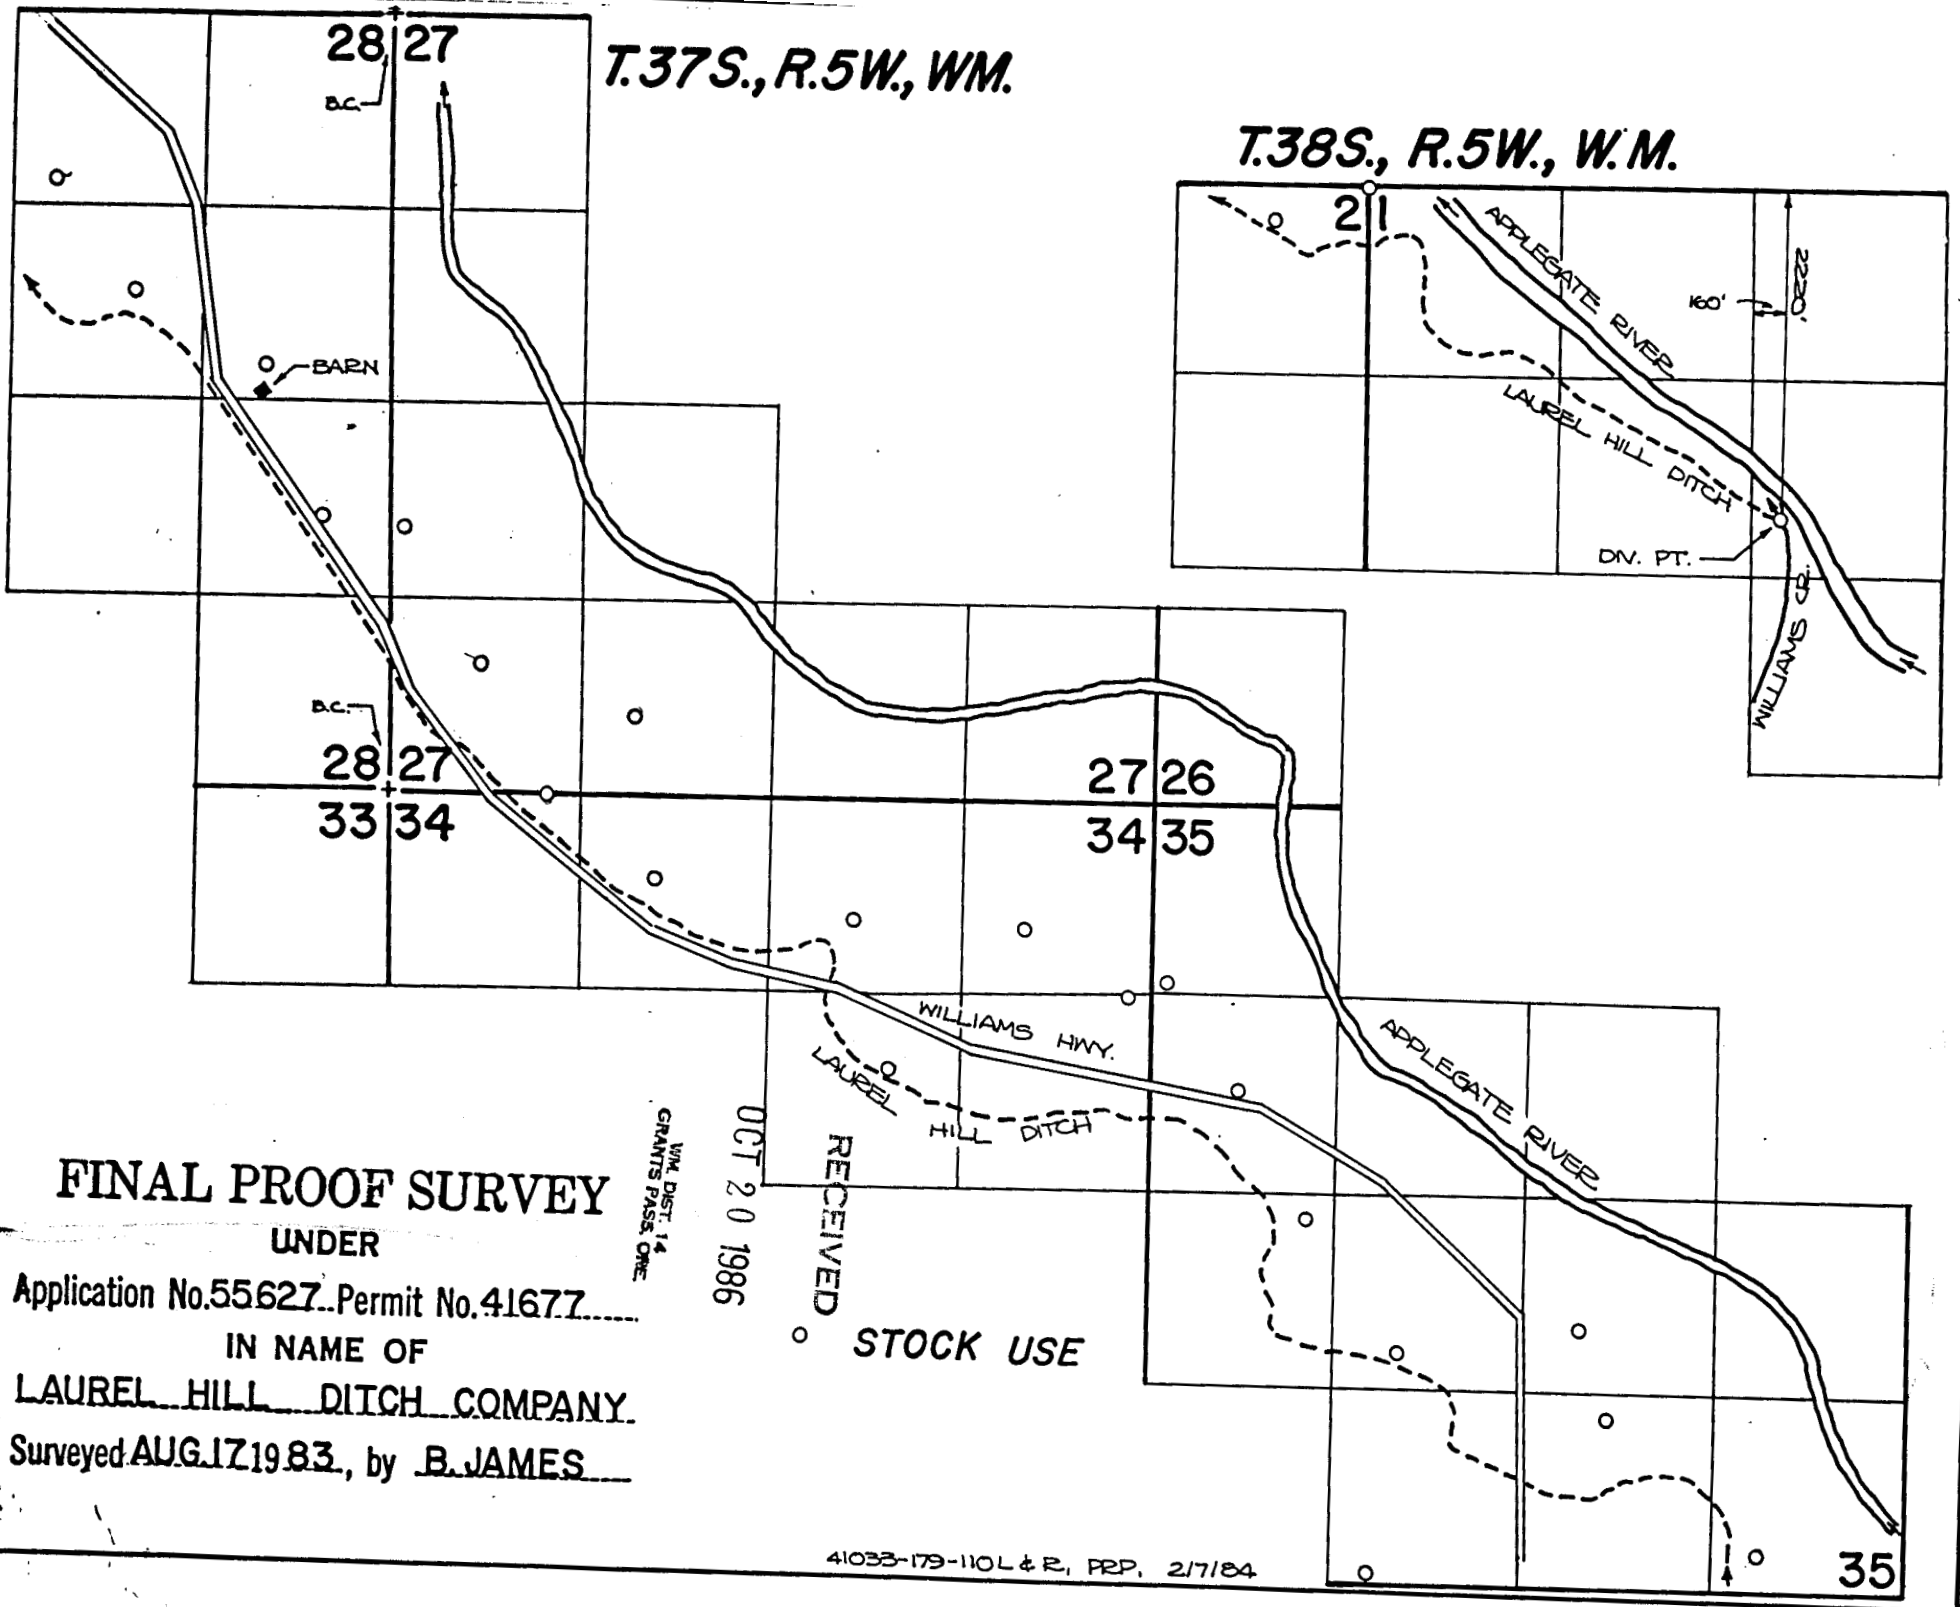 28 27
T.37S., R.5W., WM.
B.C.
T.38S., R.5W., W.M.
2 1
APPLEGATE RIVER
160'
2220'
BARN
LAUREL HILL DITCH
DIV. PT.
WILLIAMS CR.
B.C.
28 27
33 34
27 26
34 35
WILLIAMS HWY.
LAUREL HILL DITCH
APPLEGATE RIVER
RECEIVED
OCT 20 1986
WM. DIST. 14
GRANTS PASS, ORE.
FINAL PROOF SURVEY
UNDER
Application No. 55627 Permit No. 41677
IN NAME OF
LAUREL HILL DITCH COMPANY
Surveyed AUG. 17 1983, by B. JAMES
STOCK USE
41033-179-110 L & R, PRP. 2/7/84
35